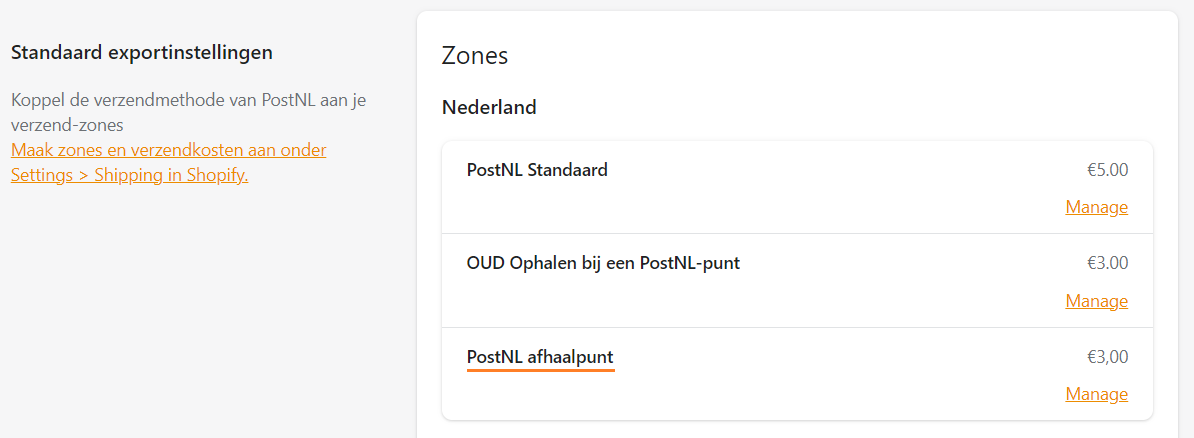 Standaard exportinstellingen
Koppel de verzendmethode van PostNL aan je
verzend-zones
Maak zones en verzendkosten aan onder
Settings > Shipping in Shopify.
Zones
Nederland
PostNL Standaard €5.00
Manage
OUD Ophalen bij een PostNL-punt €3.00
Manage
PostNL afhaalpunt €3,00
Manage